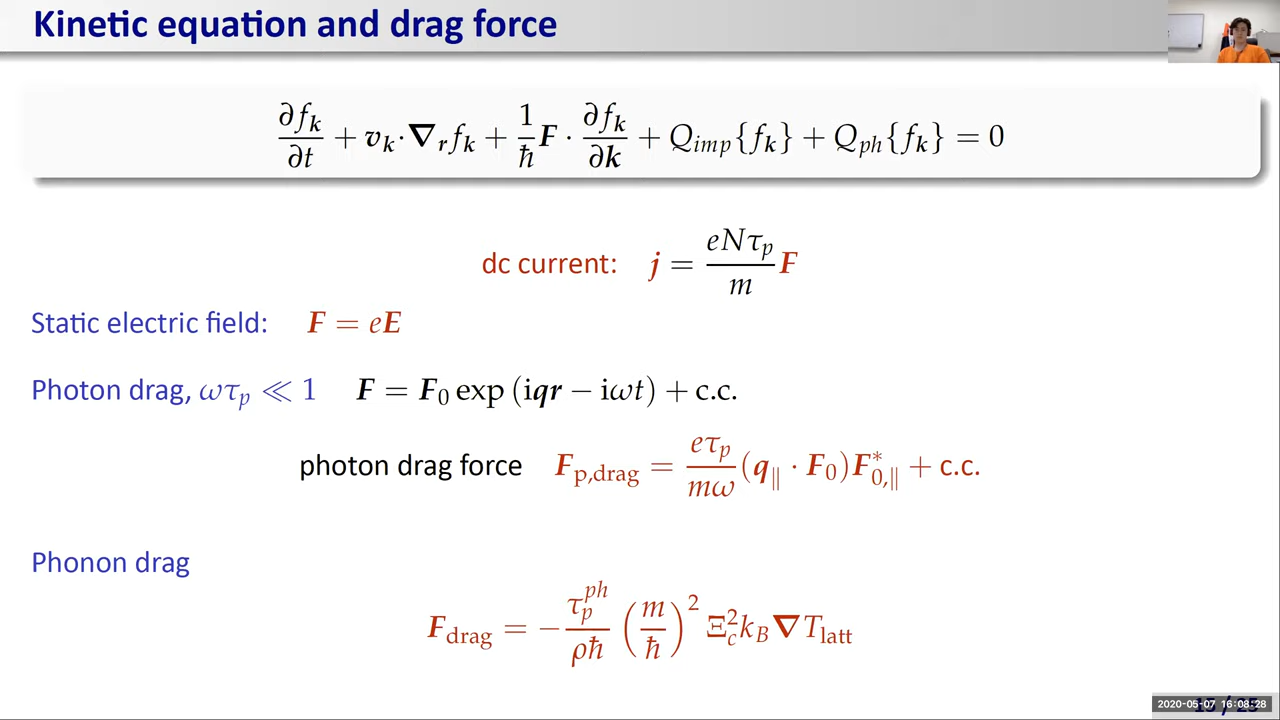 Kinetic equation and drag force
∂f_k/∂t + v_k · ∇_r f_k + (1/ħ) F · ∂f_k/∂k + Q_imp{f_k} + Q_ph{f_k} = 0
dc current: j = (eNτ_p/m) F
Static electric field: F = eE
Photon drag, ωτ_p ≪ 1 F = F_0 exp (iqr − iωt) + c.c.
photon drag force F_p,drag = (eτ_p/mω)(q_∥ · F_0)F*_0,∥ + c.c.
Phonon drag
F_drag = −(τ_p^ph/ρħ) (m/ħ)^2 Ξ_c^2 k_B ∇T_latt
2020-05-07 16:08:28